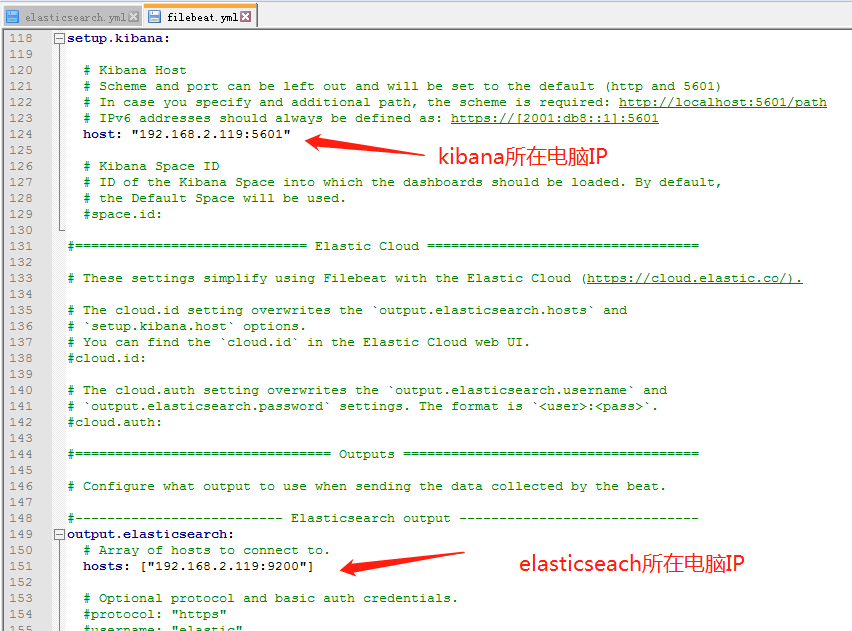 elasticsearch.yml filebeat.yml
118 setup.kibana:
119
120 # Kibana Host
121 # Scheme and port can be left out and will be set to the default (http and 5601)
122 # In case you specify and additional path, the scheme is required: http://localhost:5601/path
123 # IPv6 addresses should always be defined as: https://[2001:db8::1]:5601
124 host: "192.168.2.119:5601"
kibana所在电脑IP
125
126 # Kibana Space ID
127 # ID of the Kibana Space into which the dashboards should be loaded. By default,
128 # the Default Space will be used.
129 #space.id:
130
131 #============================= Elastic Cloud ==================================
132
133 # These settings simplify using Filebeat with the Elastic Cloud (https://cloud.elastic.co/).
134
135 # The cloud.id setting overwrites the `output.elasticsearch.hosts` and
136 # `setup.kibana.host` options.
137 # You can find the `cloud.id` in the Elastic Cloud web UI.
138 #cloud.id:
139
140 # The cloud.auth setting overwrites the `output.elasticsearch.username` and
141 # `output.elasticsearch.password` settings. The format is `<user>:<pass>`.
142 #cloud.auth:
143
144 #================================ Outputs =====================================
145
146 # Configure what output to use when sending the data collected by the beat.
147
148 #-------------------------- Elasticsearch output ------------------------------
149 output.elasticsearch:
150 # Array of hosts to connect to.
151 hosts: ["192.168.2.119:9200"]
elasticseach所在电脑IP
152
153 # Optional protocol and basic auth credentials.
154 #protocol: "https"
155 #username: "elastic"